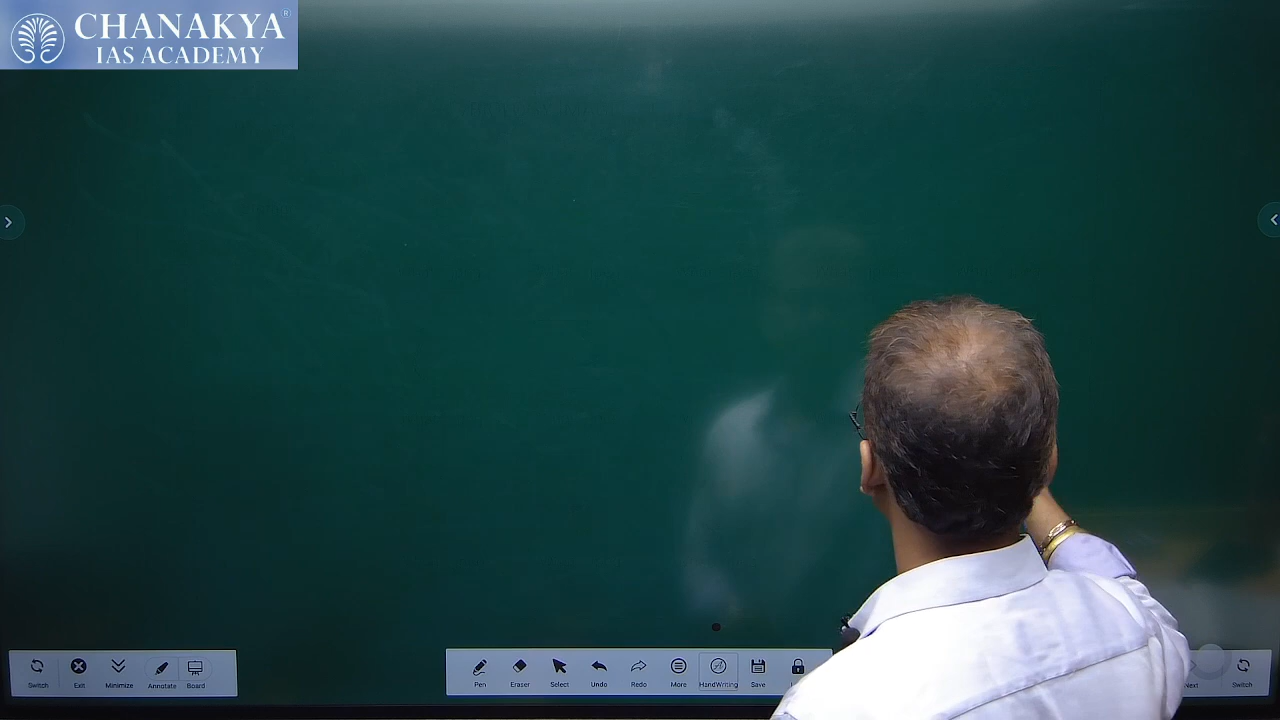 CHANAKYA ®
IAS ACADEMY
Switch Exit Minimize Annotate Board
Pen Eraser Select Undo Redo More HandWriting Save
Next Switch